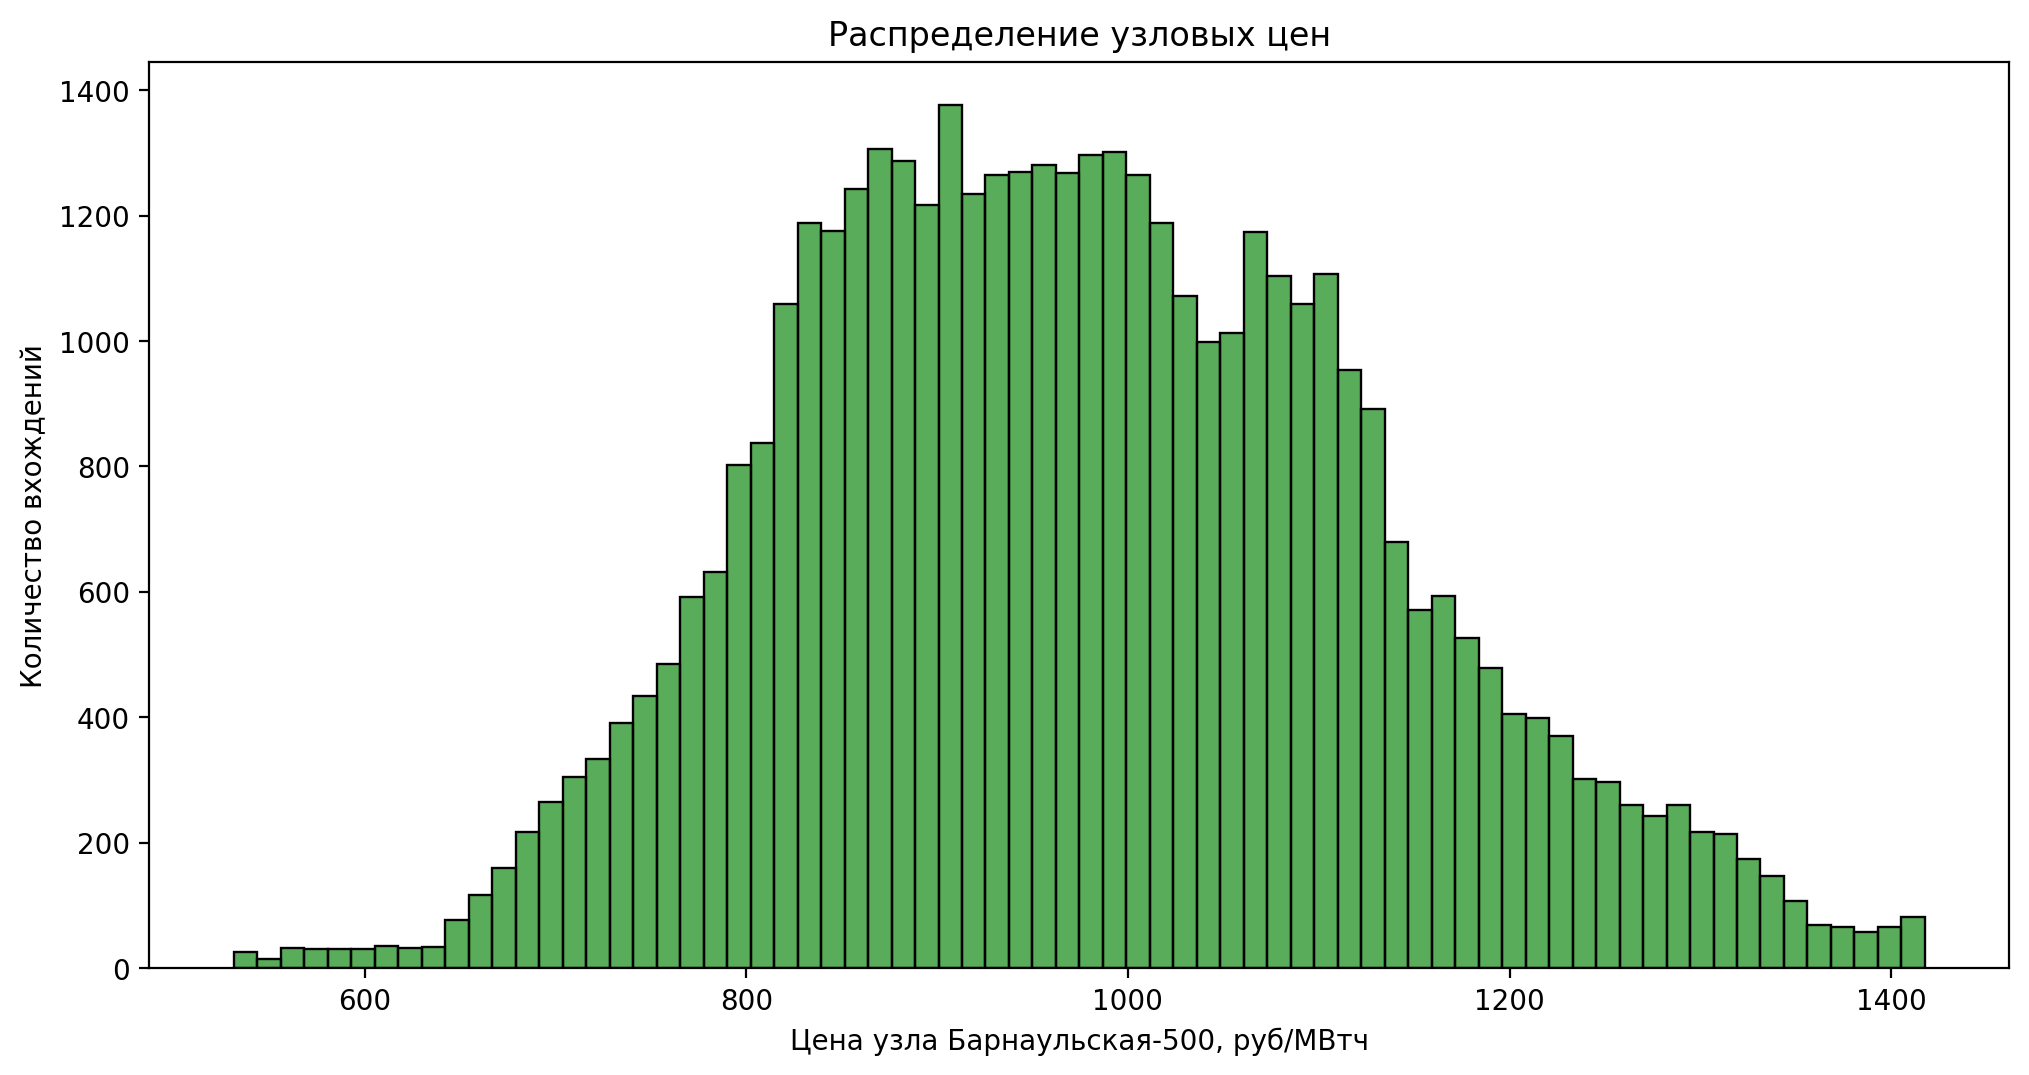 Распределение узловых цен
1400
1200
1000
800
600
400
200
0
Количество вхождений
600 800 1000 1200 1400
Цена узла Барнаульская-500, руб/МВтч